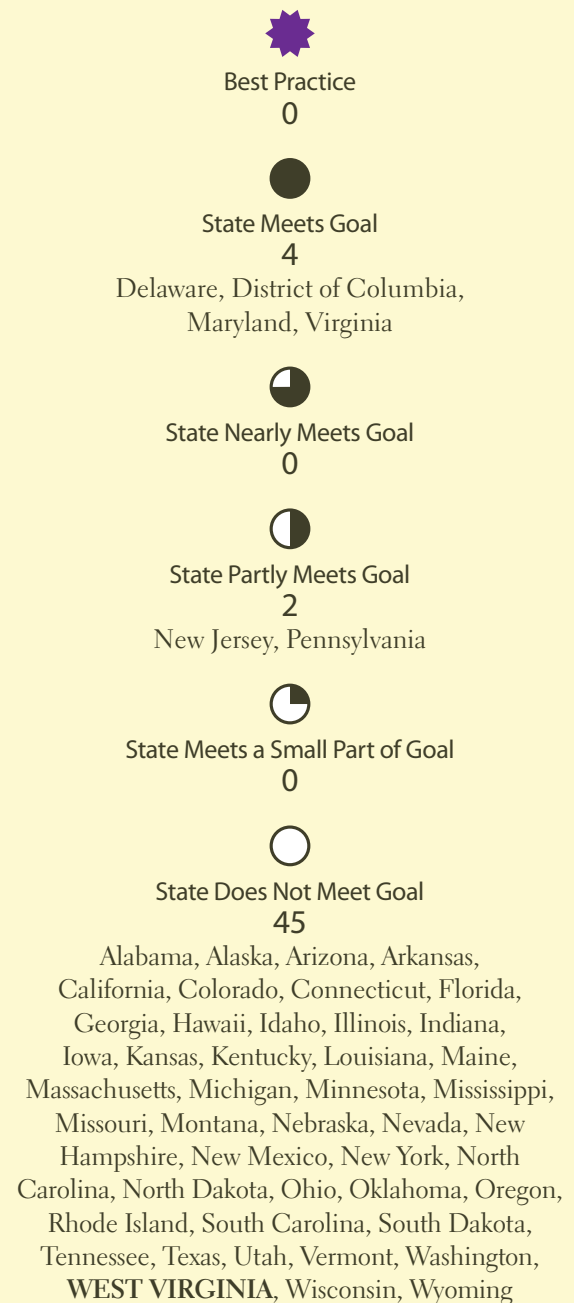 Best Practice
0
State Meets Goal
4
Delaware, District of Columbia,
Maryland, Virginia
State Nearly Meets Goal
0
State Partly Meets Goal
2
New Jersey, Pennsylvania
State Meets a Small Part of Goal
0
State Does Not Meet Goal
45
Alabama, Alaska, Arizona, Arkansas,
California, Colorado, Connecticut, Florida,
Georgia, Hawaii, Idaho, Illinois, Indiana,
Iowa, Kansas, Kentucky, Louisiana, Maine,
Massachusetts, Michigan, Minnesota, Mississippi,
Missouri, Montana, Nebraska, Nevada, New
Hampshire, New Mexico, New York, North
Carolina, North Dakota, Ohio, Oklahoma, Oregon,
Rhode Island, South Carolina, South Dakota,
Tennessee, Texas, Utah, Vermont, Washington,
WEST VIRGINIA, Wisconsin, Wyoming